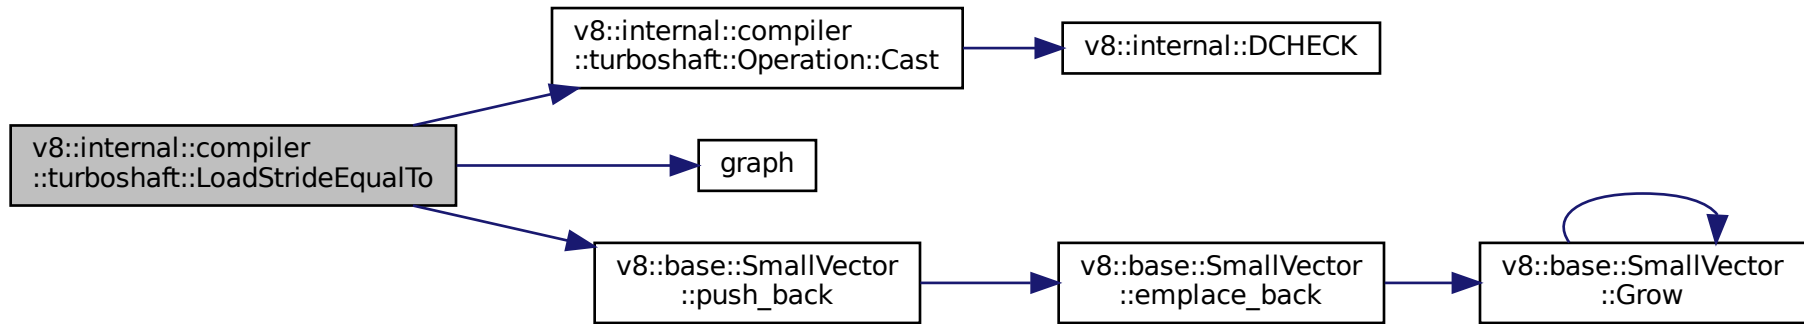 v8::internal::compiler
::turboshaft::LoadStrideEqualTo
v8::internal::compiler
::turboshaft::Operation::Cast
v8::internal::DCHECK
graph
v8::base::SmallVector
::push_back
v8::base::SmallVector
::emplace_back
v8::base::SmallVector
::Grow